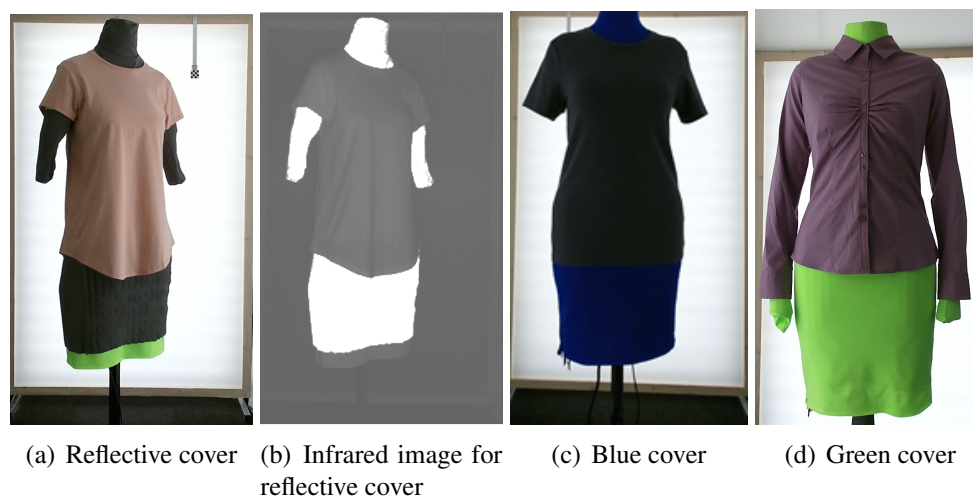 (a) Reflective cover
(b) Infrared image for
reflective cover
(c) Blue cover
(d) Green cover